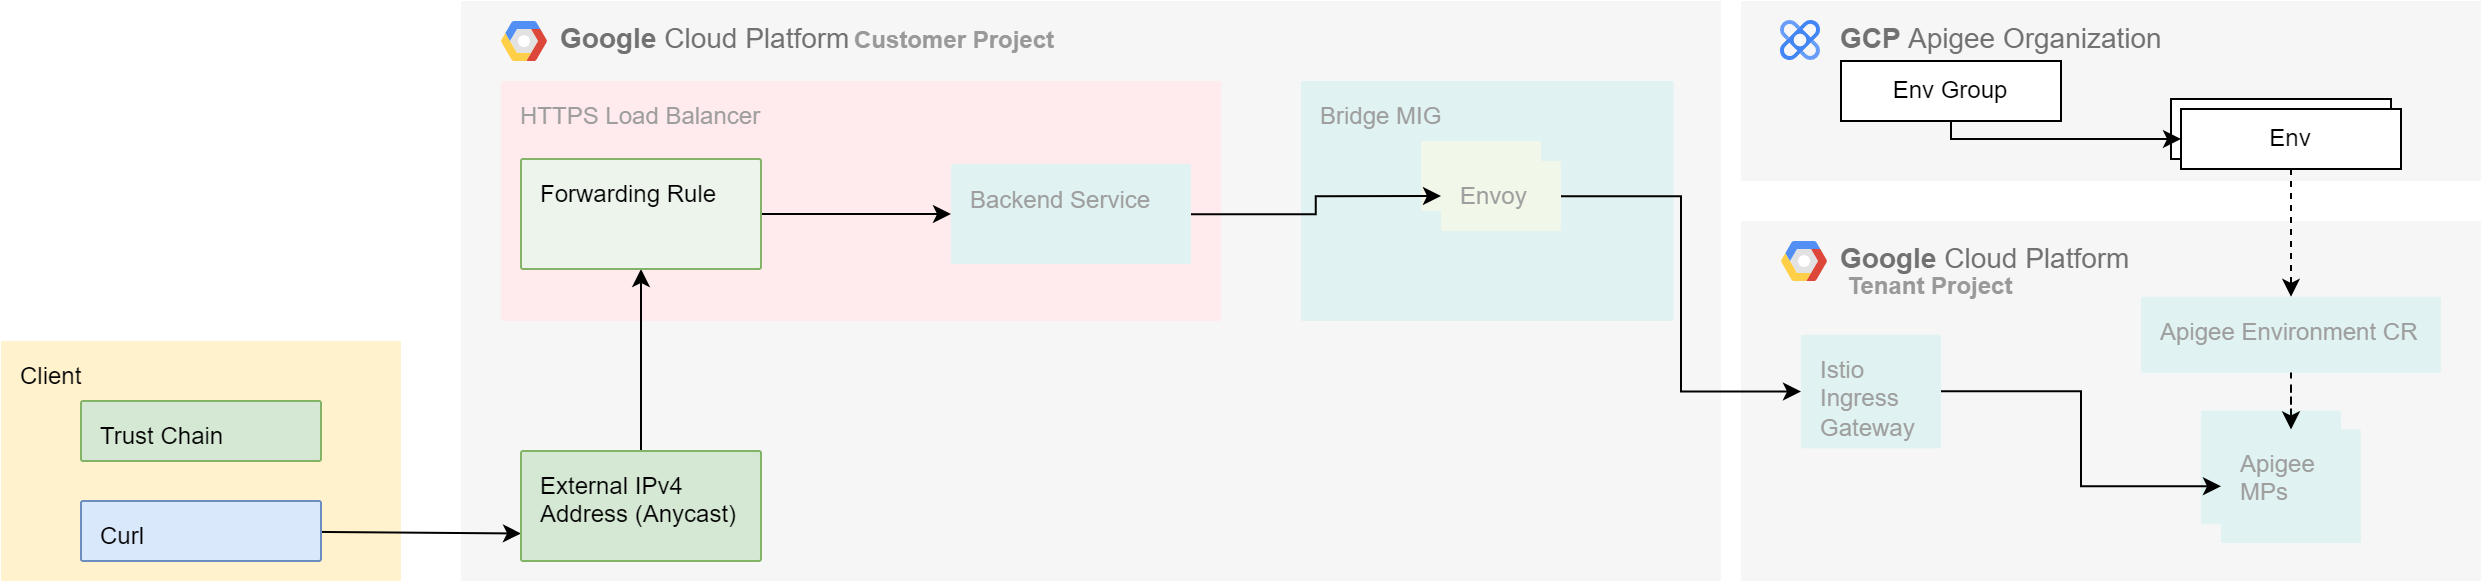 Google Cloud Platform Customer Project
HTTPS Load Balancer
Forwarding Rule
Backend Service
Bridge MIG
Envoy
GCP Apigee Organization
Env Group
Env
Google Cloud Platform
Tenant Project
Apigee Environment CR
Istio
Ingress
Gateway
Apigee
MPs
Client
Trust Chain
Curl
External IPv4
Address (Anycast)